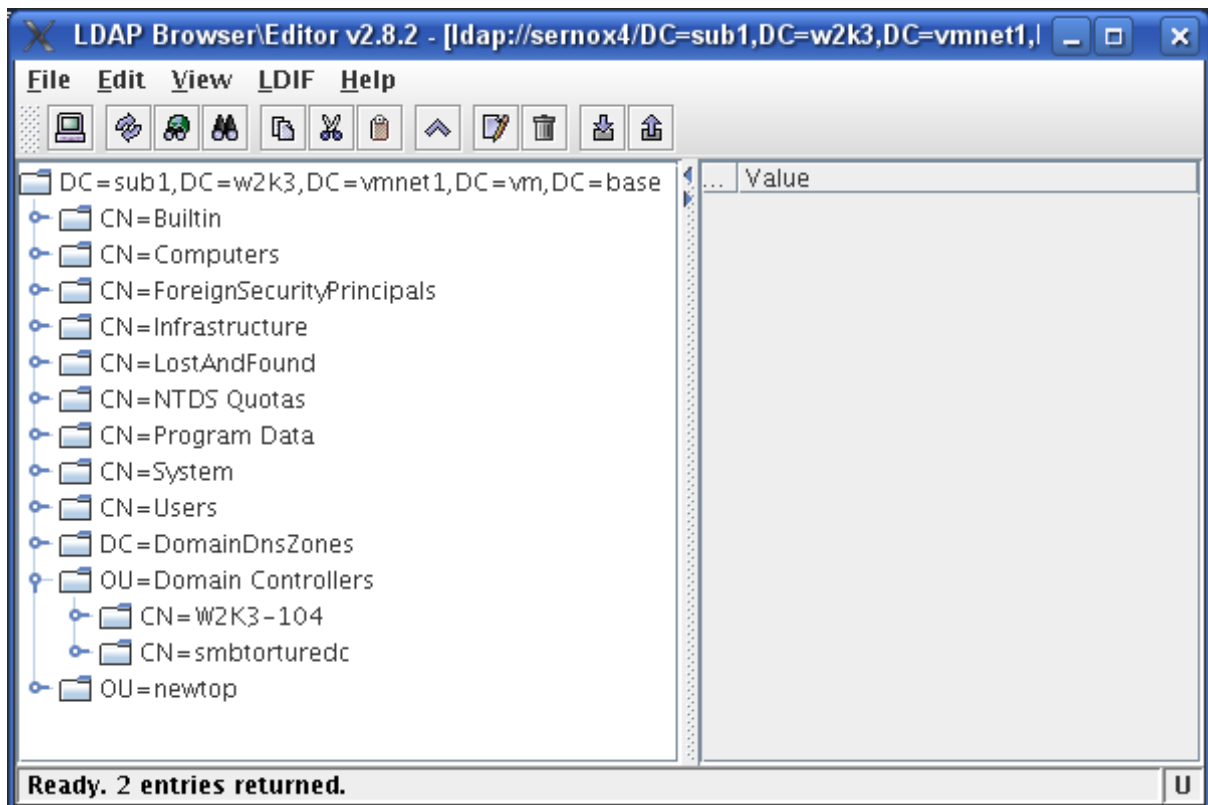 LDAP Browser\Editor v2.8.2 - [ldap://sernox4/DC=sub1,DC=w2k3,DC=vmnet1,
File Edit View LDIF Help
DC=sub1,DC=w2k3,DC=vmnet1,DC=vm,DC=base
... Value
CN=Builtin
CN=Computers
CN=ForeignSecurityPrincipals
CN=Infrastructure
CN=LostAndFound
CN=NTDS Quotas
CN=Program Data
CN=System
CN=Users
DC=DomainDnsZones
OU=Domain Controllers
CN=W2K3-104
CN=smbtorturedc
OU=newtop
Ready. 2 entries returned.
U